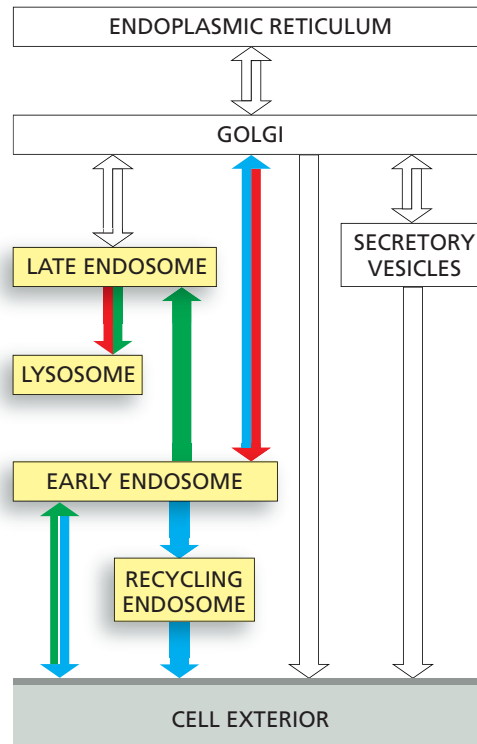 ENDOPLASMIC RETICULUM
GOLGI
SECRETORY
VESICLES
LATE ENDOSOME
LYSOSOME
EARLY ENDOSOME
RECYCLING
ENDOSOME
CELL EXTERIOR